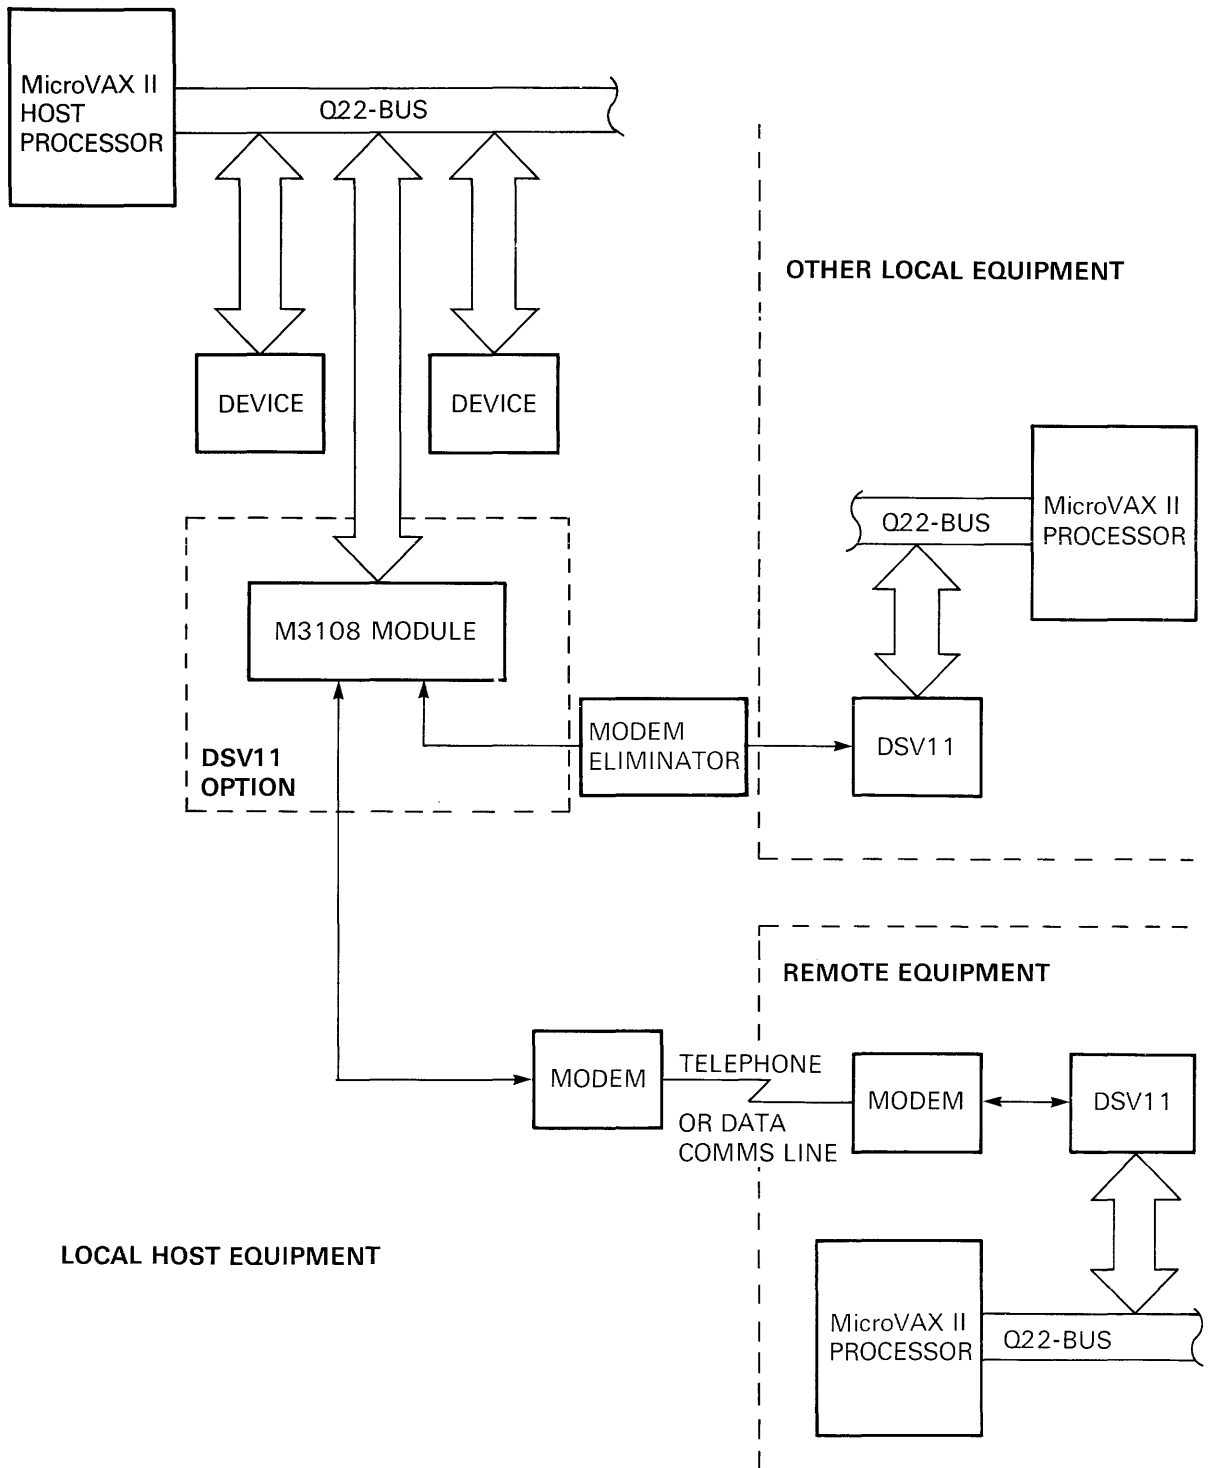 MicroVAX II
HOST
PROCESSOR
Q22-BUS
DEVICE
DEVICE
M3108 MODULE
DSV11
OPTION
MODEM
ELIMINATOR
OTHER LOCAL EQUIPMENT
Q22-BUS
MicroVAX II
PROCESSOR
DSV11
REMOTE EQUIPMENT
MODEM
TELEPHONE
OR DATA
COMMS LINE
MODEM
DSV11
LOCAL HOST EQUIPMENT
MicroVAX II
PROCESSOR
Q22-BUS